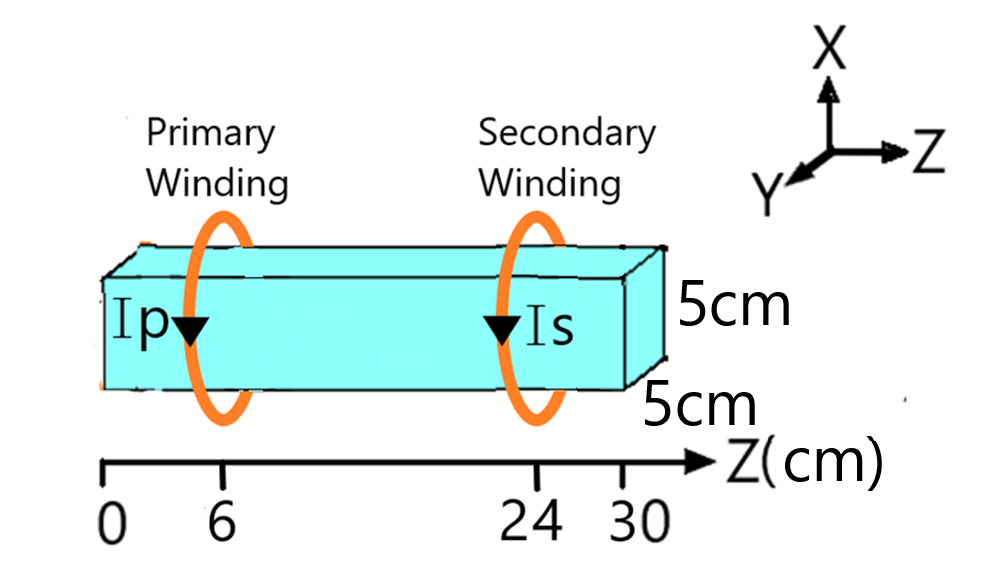 X
Z
Y
Primary
Winding
Secondary
Winding
Ip
Is
5cm
5cm
Z(cm)
0
6
24
30